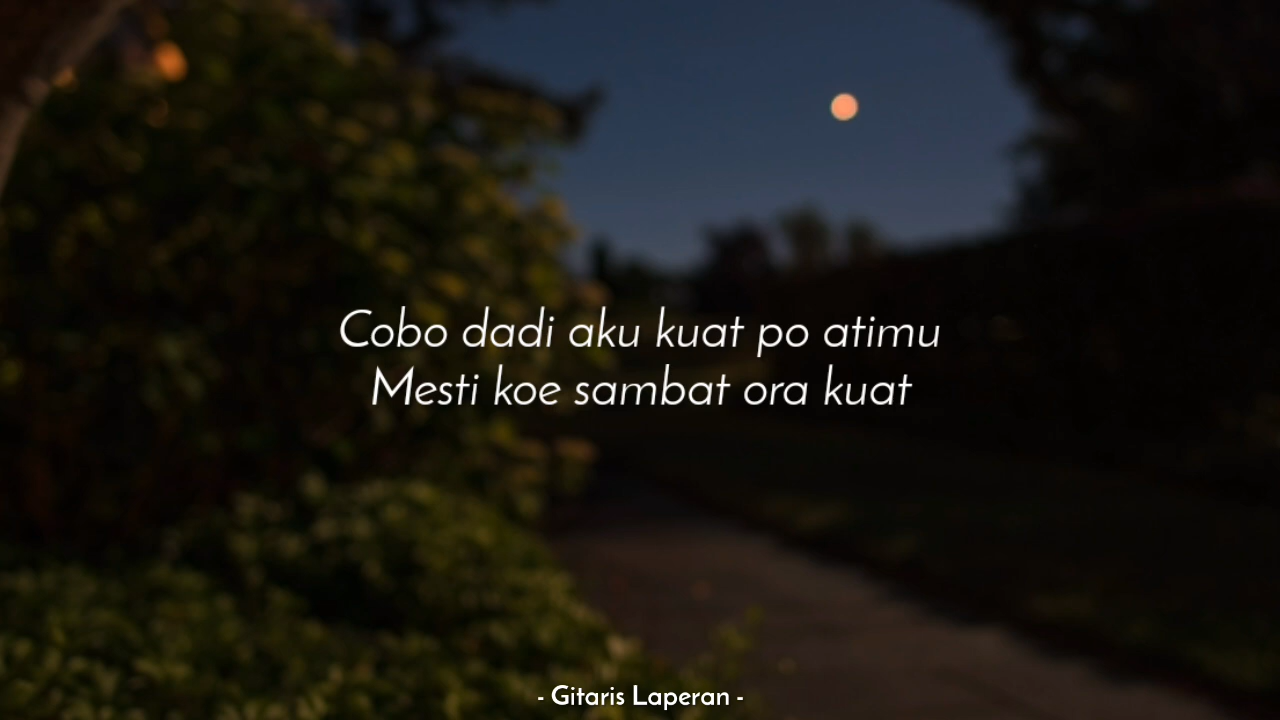 Cobo dadi aku kuat po atimu
Mesti koe sambat ora kuat
- Gitaris Laperan -